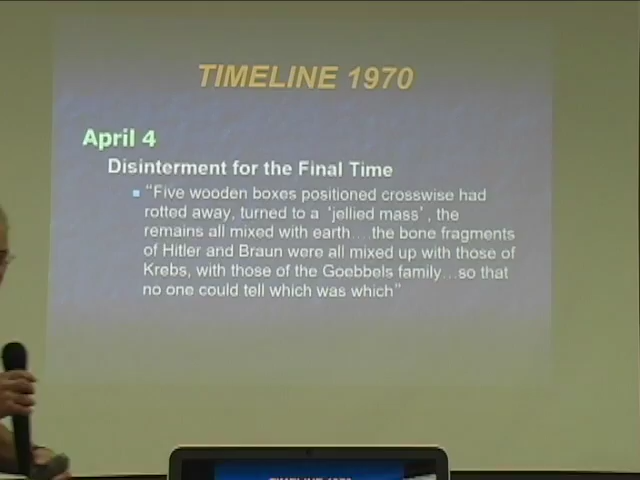 TIMELINE 1970
April 4
Disinterment for the Final Time
“Five wooden boxes positioned crosswise had
rotted away, turned to a ‘jellied mass’, the
remains all mixed with earth….the bone fragments
of Hitler and Braun were all mixed up with those of
Krebs, with those of the Goebbels family…so that
no one could tell which was which”
TIMELINE 1970